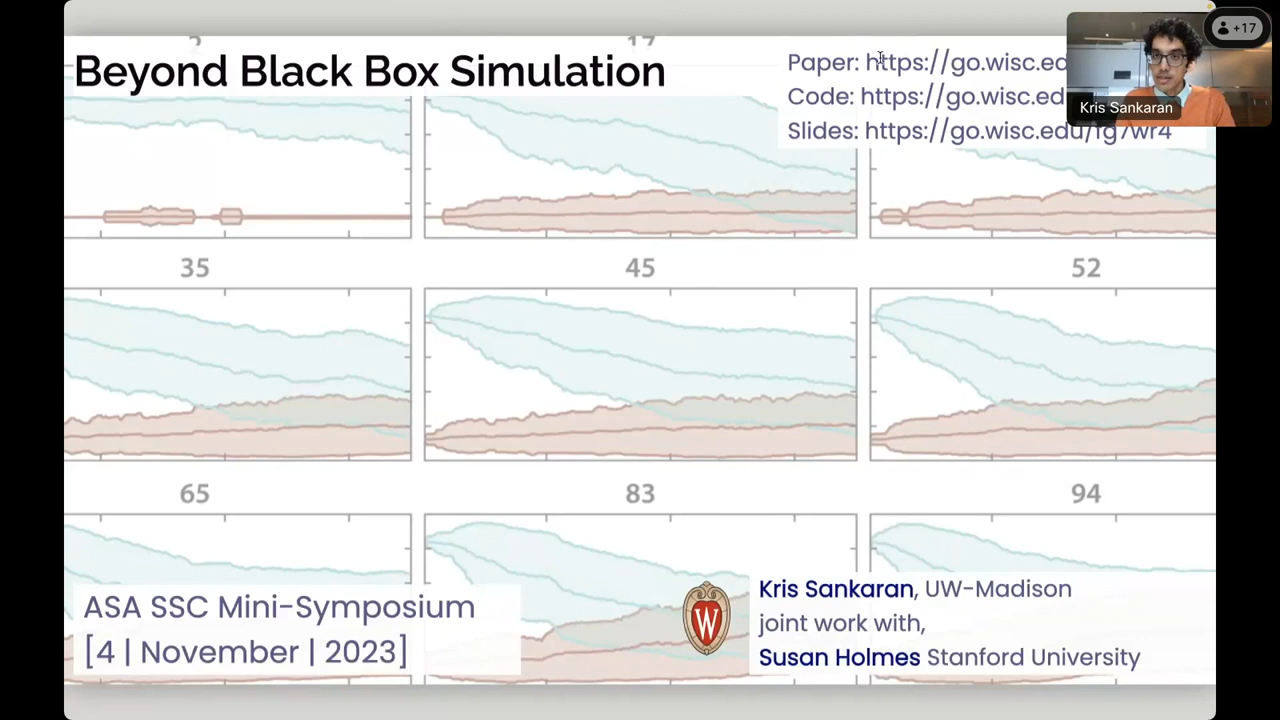 Beyond Black Box Simulation
Paper: https://go.wisc.ed
Code: https://go.wisc.ed
Slides: https://go.wisc.edu/fg7wr4
+17
Kris Sankaran
17
35
45
52
65
83
94
ASA SSC Mini-Symposium
[4 | November | 2023]
W
Kris Sankaran, UW-Madison
joint work with,
Susan Holmes Stanford University